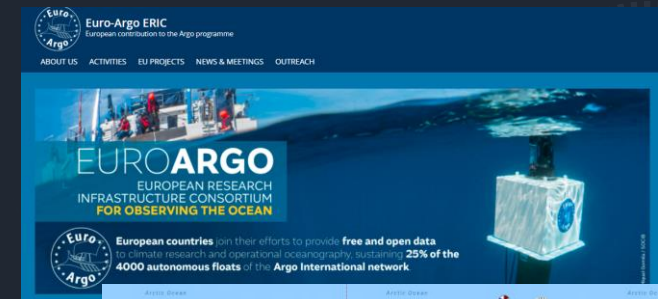 Euro-Argo ERIC
European contribution to the Argo programme
ABOUT US ACTIVITIES EU PROJECTS NEWS & MEETINGS OUTREACH
EUROARGO
EUROPEAN RESEARCH
INFRASTRUCTURE CONSORTIUM
FOR OBSERVING THE OCEAN
Euro
Argo
European countries join their efforts to provide free and open data
to climate research and operational oceanography, sustaining 25% of the
4000 autonomous floats of the Argo International network
Arctic Ocean Arctic Ocean